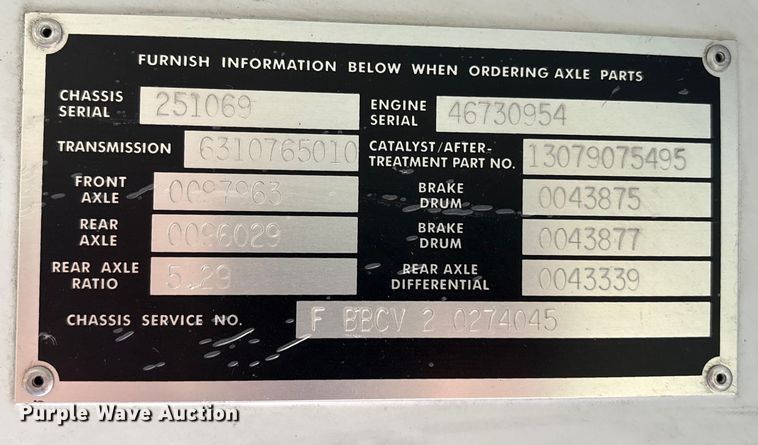 FURNISH INFORMATION BELOW WHEN ORDERING AXLE PARTS
CHASSIS SERIAL 251069 ENGINE SERIAL 46730954
TRANSMISSION 6310765010 CATALYST/AFTER-TREATMENT PART NO. 13079075495
FRONT AXLE 0097963 BRAKE DRUM 0043875
REAR AXLE 0096029 BRAKE DRUM 0043877
REAR AXLE RATIO 5.29 REAR AXLE DIFFERENTIAL 0043339
CHASSIS SERVICE NO. F BBCV 2 0274045
Purple Wave Auction